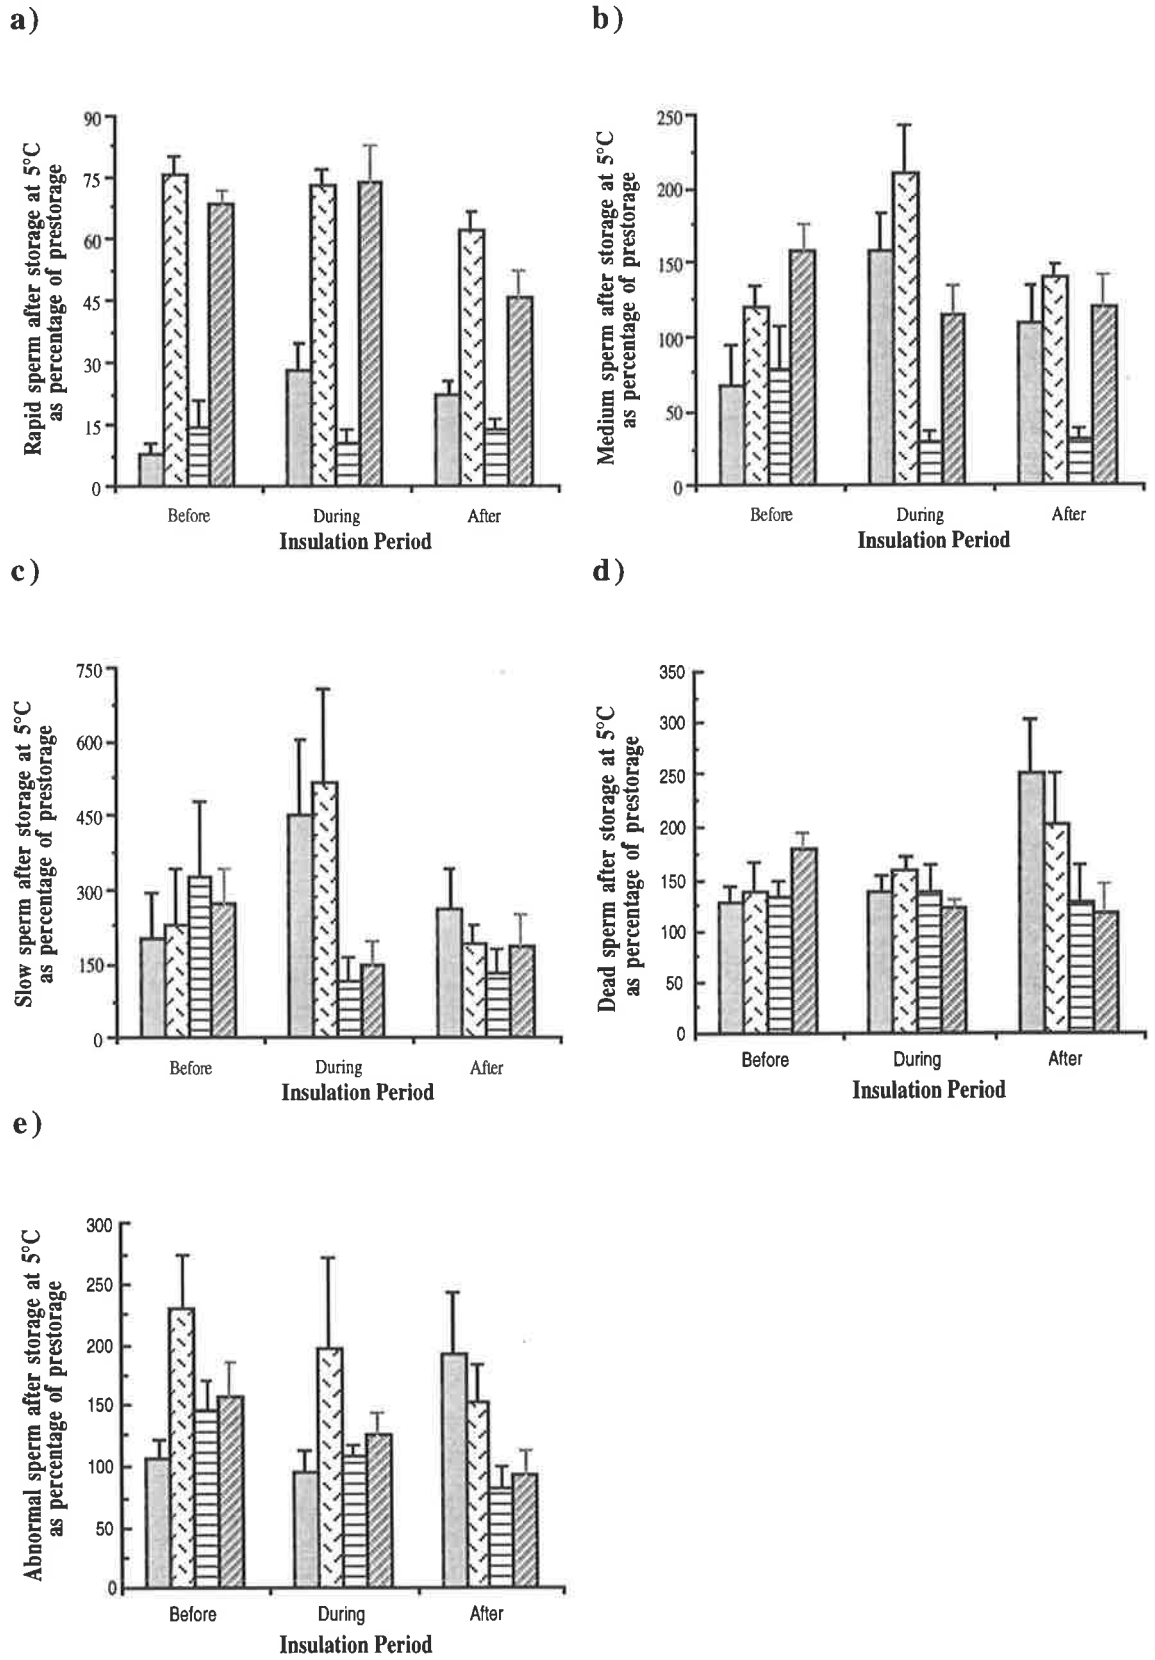 a)
Rapid sperm after storage at 5°C
as percentage of prestorage
90
75
60
45
30
15
0
Before During After
Insulation Period
b)
Medium sperm after storage at 5°C
as percentage of prestorage
250
200
150
100
50
0
Before During After
Insulation Period
c)
Slow sperm after storage at 5°C
as percentage of prestorage
750
600
450
300
150
0
Before During After
Insulation Period
d)
Dead sperm after storage at 5°C
as percentage of prestorage
350
300
250
200
150
100
50
0
Before During After
Insulation Period
e)
Abnormal sperm after storage at 5°C
as percentage of prestorage
300
250
200
150
100
50
0
Before During After
Insulation Period